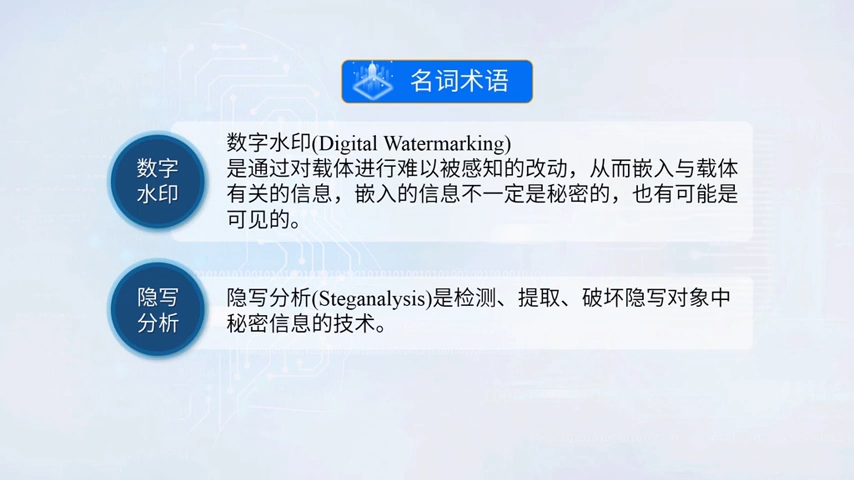 名词术语
数字
水印
数字水印(Digital Watermarking)
是通过对载体进行难以被感知的改动，从而嵌入与载体
有关的信息，嵌入的信息不一定是秘密的，也有可能是
可见的。
隐写
分析
隐写分析(Steganalysis)是检测、提取、破坏隐写对象中
秘密信息的技术。